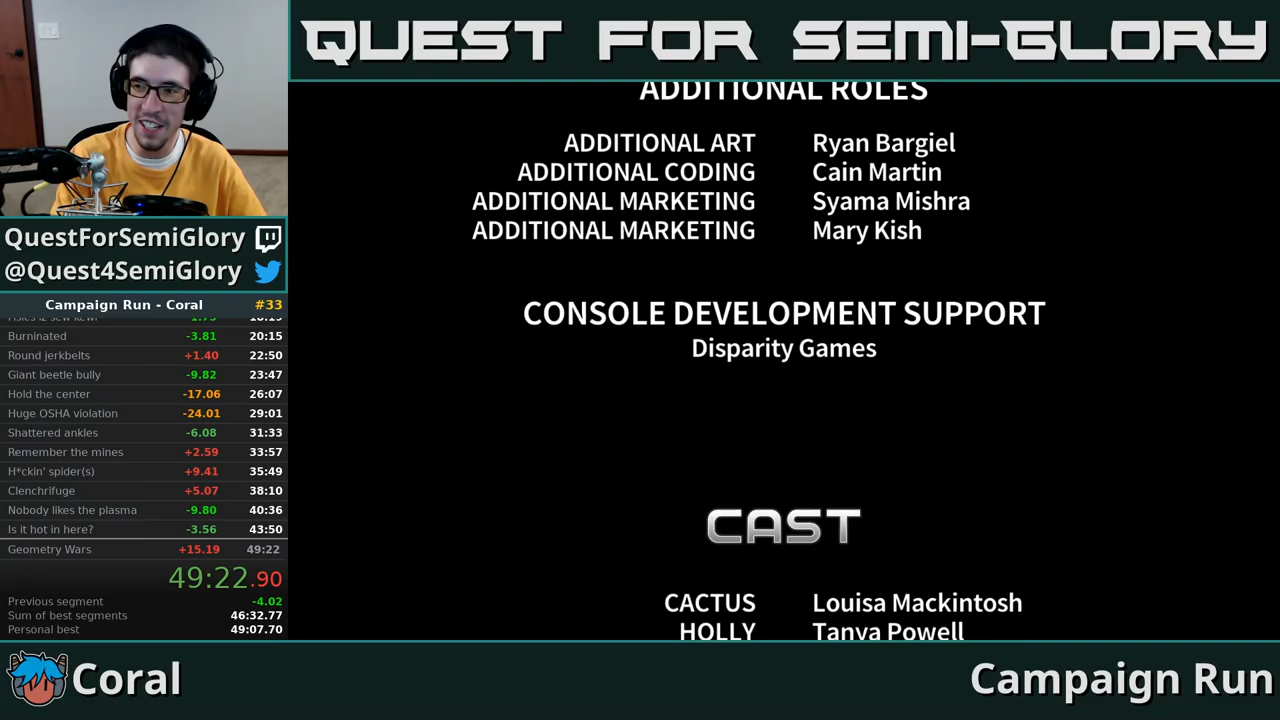 QUEST FOR SEMI-GLORY
QuestForSemiGlory
@Quest4SemiGlory
Campaign Run - Coral #33
Burninated -3.81 20:15
Round jerkbelts +1.40 22:50
Giant beetle bully -9.82 23:47
Hold the center -17.06 26:07
Huge OSHA violation -24.01 29:01
Shattered ankles -6.08 31:33
Remember the mines +2.59 33:57
H*ckin' spider(s) +9.41 35:49
Clenchrifuge +5.07 38:10
Nobody likes the plasma -9.80 40:36
Is it hot in here? -3.56 43:50
Geometry Wars +15.19 49:22
49:22.90
Previous segment -4.02
Sum of best segments 46:32.77
Personal best 49:07.70
ADDITIONAL ROLES
ADDITIONAL ART Ryan Bargiel
ADDITIONAL CODING Cain Martin
ADDITIONAL MARKETING Syama Mishra
ADDITIONAL MARKETING Mary Kish
CONSOLE DEVELOPMENT SUPPORT
Disparity Games
CAST
CACTUS Louisa Mackintosh
HOLLY Tanya Powell
Coral
Campaign Run